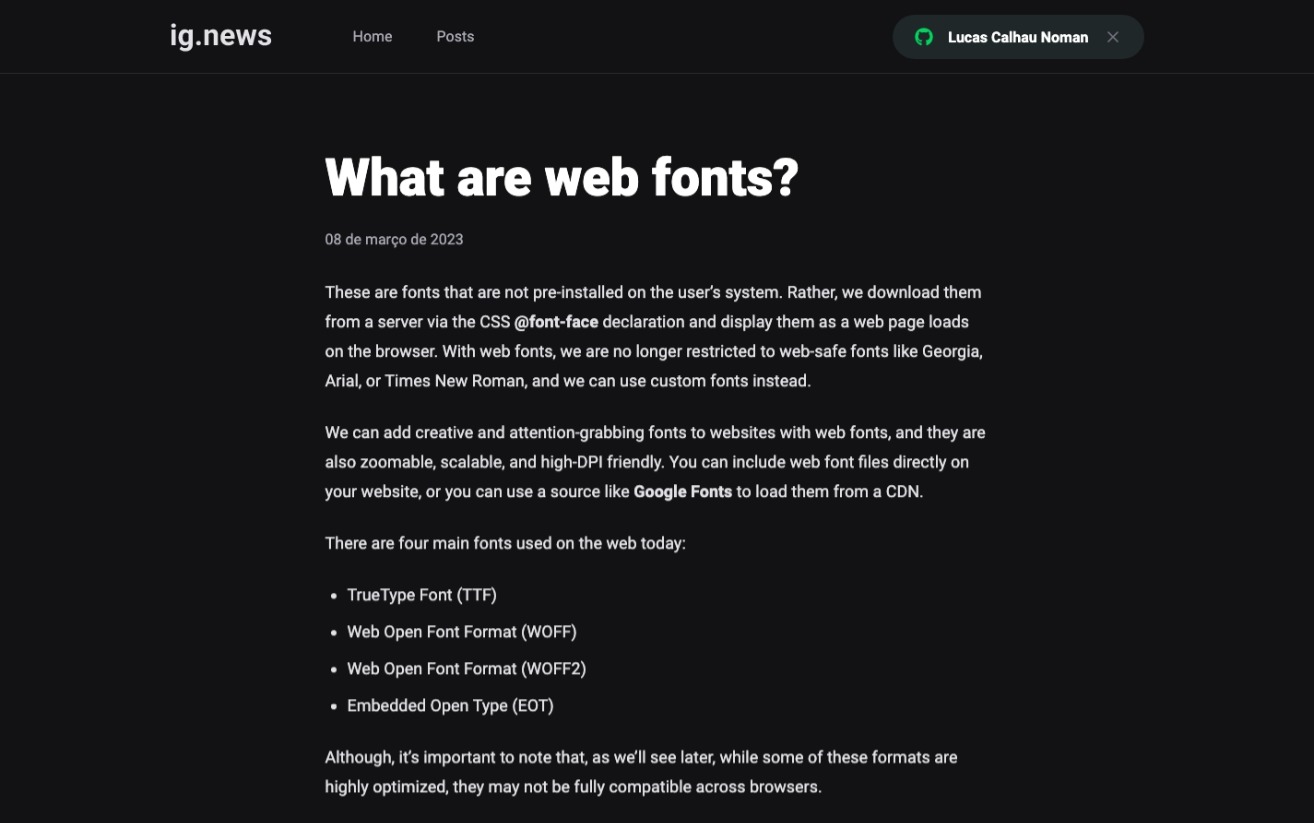 ig.news
Home
Posts
Lucas Calhau Noman
What are web fonts?
08 de março de 2023
These are fonts that are not pre-installed on the user’s system. Rather, we download them
from a server via the CSS @font-face declaration and display them as a web page loads
on the browser. With web fonts, we are no longer restricted to web-safe fonts like Georgia,
Arial, or Times New Roman, and we can use custom fonts instead.
We can add creative and attention-grabbing fonts to websites with web fonts, and they are
also zoomable, scalable, and high-DPI friendly. You can include web font files directly on
your website, or you can use a source like Google Fonts to load them from a CDN.
There are four main fonts used on the web today:
• TrueType Font (TTF)
• Web Open Font Format (WOFF)
• Web Open Font Format (WOFF2)
• Embedded Open Type (EOT)
Although, it’s important to note that, as we’ll see later, while some of these formats are
highly optimized, they may not be fully compatible across browsers.